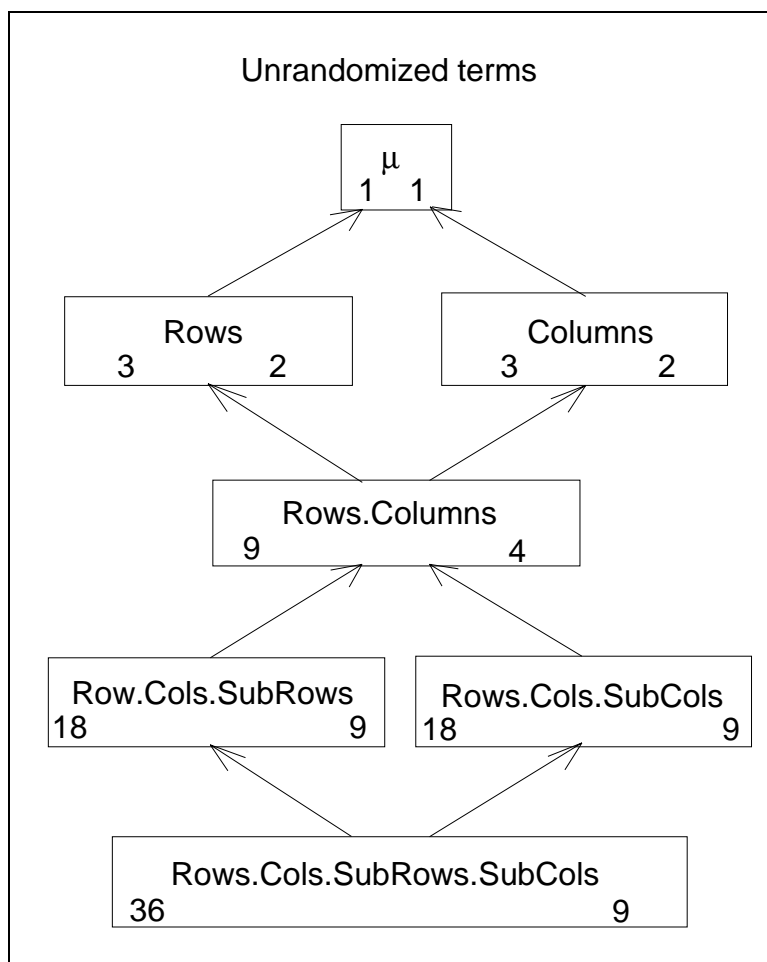 Unrandomized terms
μ
1 1
Rows
3 2
Columns
3 2
Rows.Columns
9 4
Row.Cols.SubRows
18 9
Rows.Cols.SubCols
18 9
Rows.Cols.SubRows.SubCols
36 9